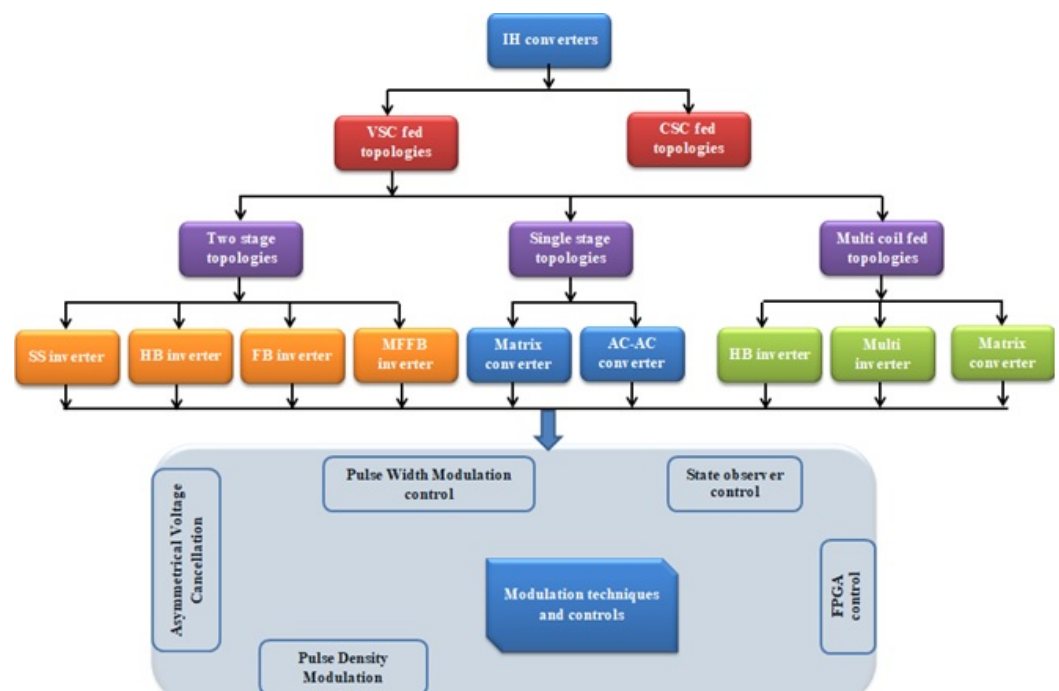 IH converters
VSC fed
topologies
CSC fed
topologies
Two stage
topologies
Single stage
topologies
Multi coil fed
topologies
SS inverter
HB inverter
FB inverter
MFFB
inverter
Matrix
converter
AC-AC
converter
HB inverter
Multi
inverter
Matrix
converter
Pulse Width Modulation
control
State observer
control
Asymmetrical Voltage
Cancellation
Modulation techniques
and controls
FPGA
control
Pulse Density
Modulation